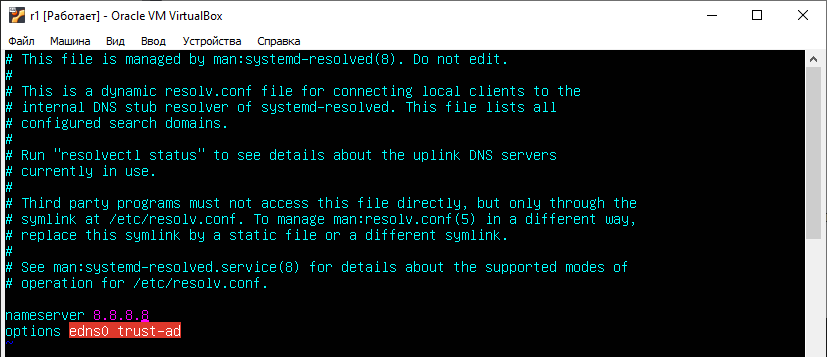 r1 [Работает] - Oracle VM VirtualBox
Файл Машина Вид Ввод Устройства Справка
# This file is managed by man:systemd-resolved(8). Do not edit.
#
# This is a dynamic resolv.conf file for connecting local clients to the
# internal DNS stub resolver of systemd-resolved. This file lists all
# configured search domains.
#
# Run "resolvectl status" to see details about the uplink DNS servers
# currently in use.
#
# Third party programs must not access this file directly, but only through the
# symlink at /etc/resolv.conf. To manage man:resolv.conf(5) in a different way,
# replace this symlink by a static file or a different symlink.
#
# See man:systemd-resolved.service(8) for details about the supported modes of
# operation for /etc/resolv.conf.
nameserver 8.8.8.8
options edns0 trust-ad
~